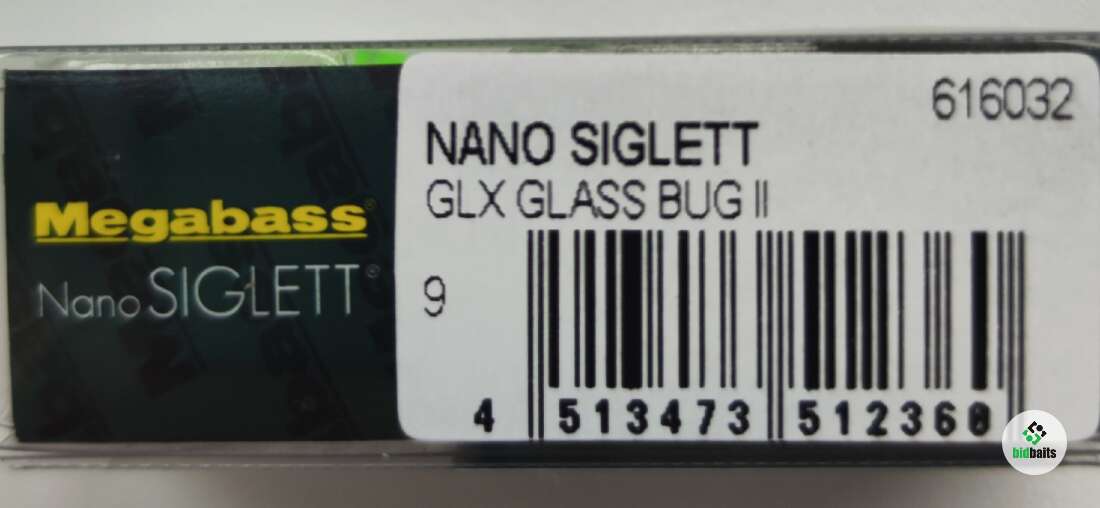 Megabass®
Nano SIGLETT®
616032
NANO SIGLETT
GLX GLASS BUG II
9
4 513473 512360
bidbaits